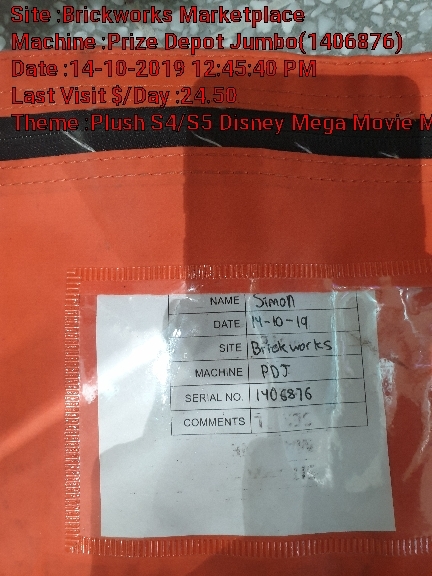 Site :Brickworks Marketplace
Machine :Prize Depot Jumbo(1406876)
Date :14-10-2019 12:45:40 PM
Last Visit $/Day :24.50
Theme :Plush S4/S5 Disney Mega Movie M
NAME Simon
DATE 14-10-19
SITE Brickworks
MACHINE PDJ
SERIAL NO. 1406876
COMMENTS